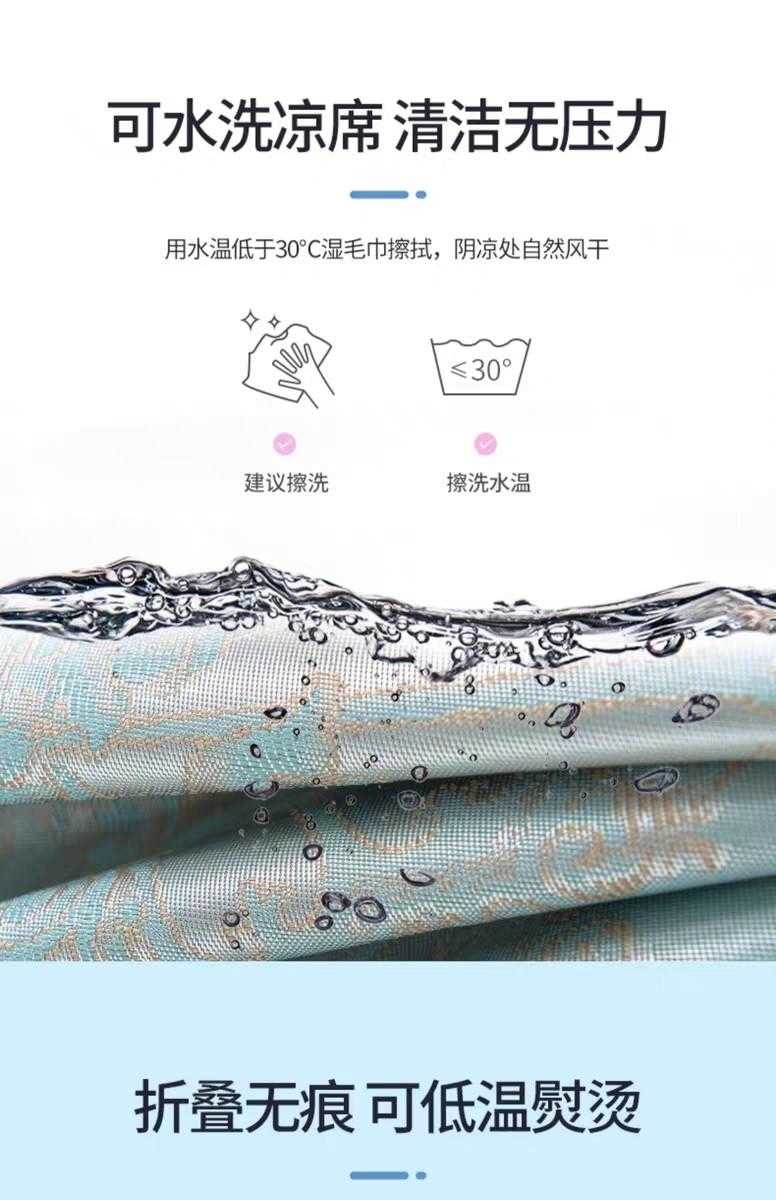 可水洗凉席 清洁无压力
用水温低于30°C湿毛巾擦拭，阴凉处自然风干
≤30°
建议擦洗
擦洗水温
折叠无痕 可低温熨烫